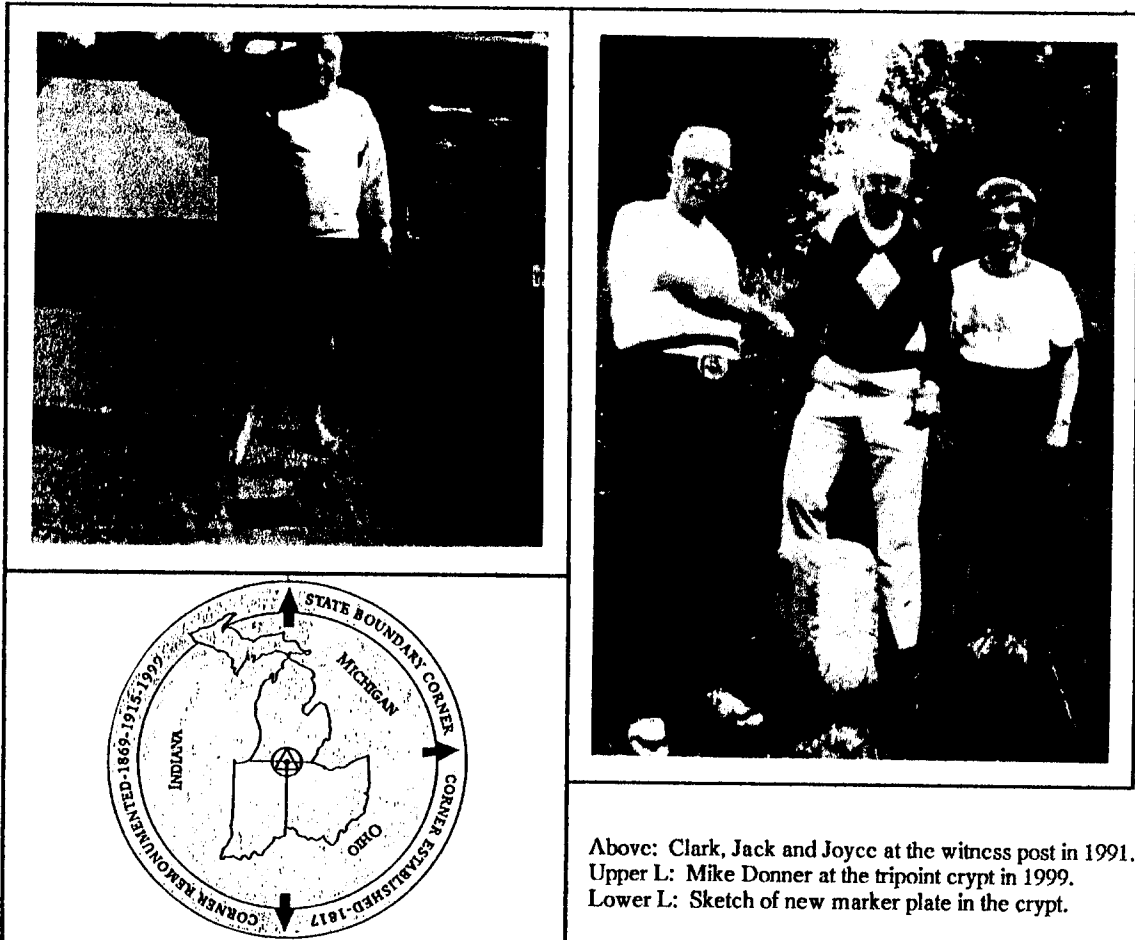 STATE BOUNDARY CORNER
CORNER ESTABLISHED-1817
CORNER REMONUMENTED-1869-1915-1999
MICHIGAN
INDIANA
OHIO
Above: Clark, Jack and Joyce at the witness post in 1991.
Upper L: Mike Donner at the tripoint crypt in 1999.
Lower L: Sketch of new marker plate in the crypt.